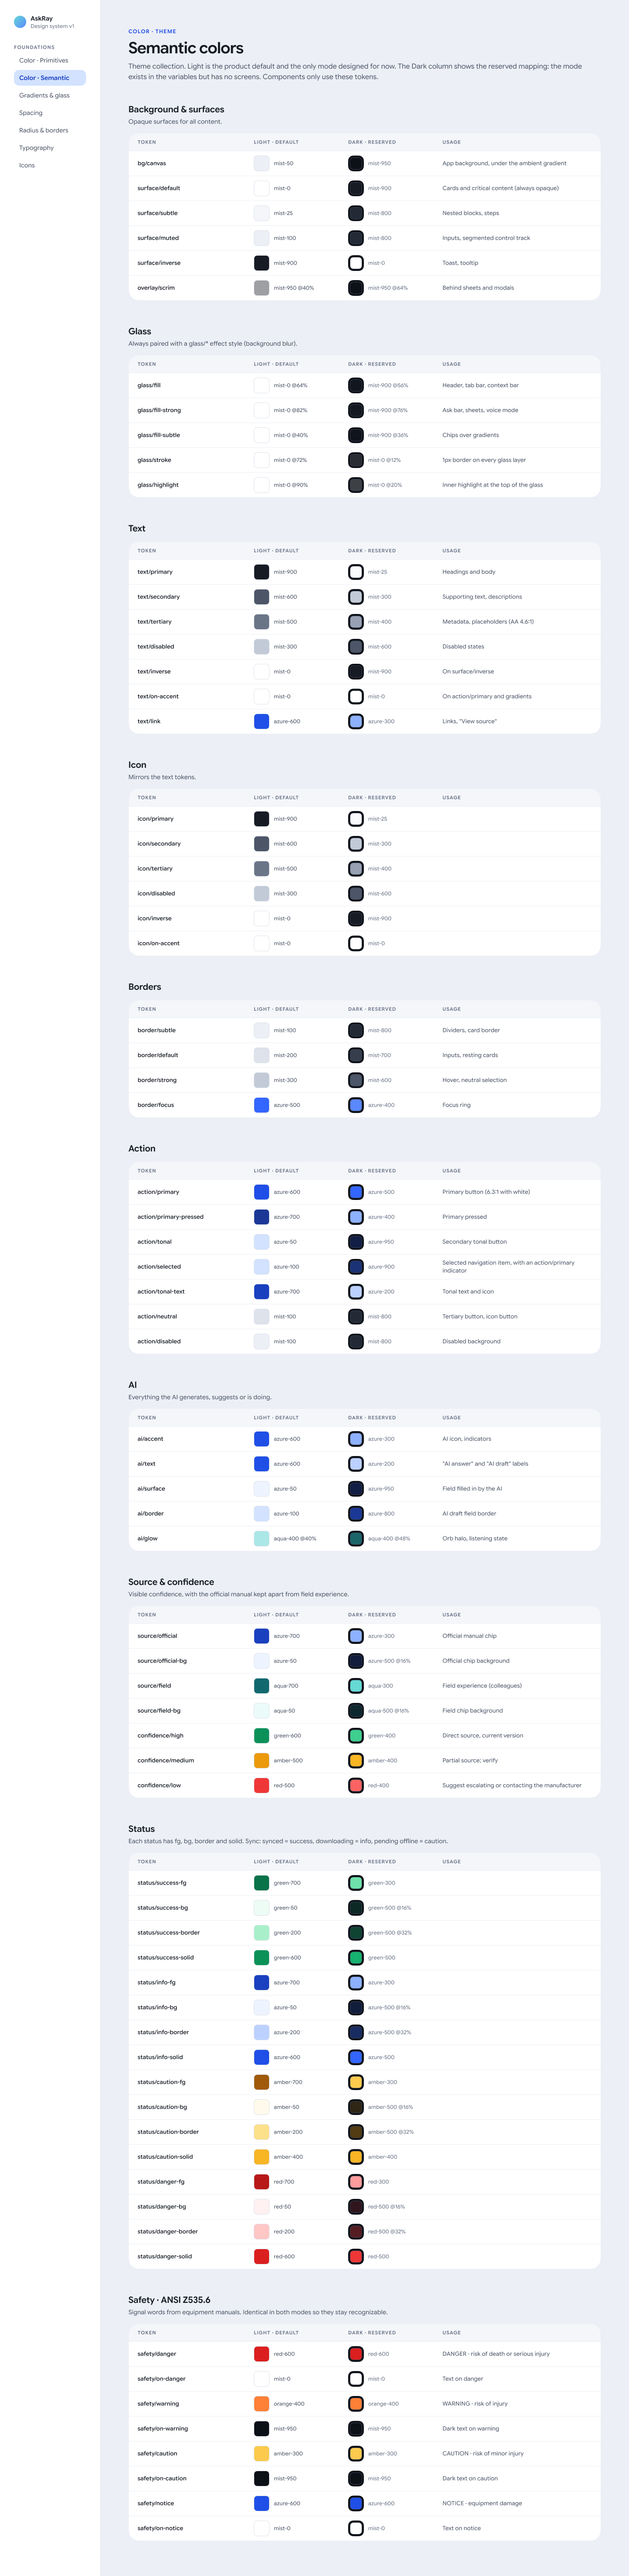 AskRay
Design system v1
FOUNDATIONS
Color · Primitives
Color · Semantic
Gradients & glass
Spacing
Radius & borders
Typography
Icons
COLOR · THEME
Semantic colors
Theme collection. Light is the product default and the only mode designed for now. The Dark column shows the reserved mapping: the mode
exists in the variables but has no screens. Components only use these tokens.
Background & surfaces
Opaque surfaces for all content.
TOKEN LIGHT · DEFAULT DARK · RESERVED USAGE
bg/canvas mist-50 mist-950 App background, under the ambient gradient
surface/default mist-0 mist-900 Cards and critical content (always opaque)
surface/subtle mist-25 mist-800 Nested blocks, steps
surface/muted mist-100 mist-800 Inputs, segmented control track
surface/inverse mist-900 mist-0 Toast, tooltip
overlay/scrim mist-950 @40% mist-950 @64% Behind sheets and modals
Glass
Always paired with a glass/* effect style (background blur).
TOKEN LIGHT · DEFAULT DARK · RESERVED USAGE
glass/fill mist-0 @64% mist-900 @56% Header, tab bar, context bar
glass/fill-strong mist-0 @82% mist-900 @76% Ask bar, sheets, voice mode
glass/fill-subtle mist-0 @40% mist-900 @36% Chips over gradients
glass/stroke mist-0 @72% mist-0 @12% 1px border on every glass layer
glass/highlight mist-0 @90% mist-0 @20% Inner highlight at the top of the glass
Text
TOKEN LIGHT · DEFAULT DARK · RESERVED USAGE
text/primary mist-900 mist-25 Headings and body
text/secondary mist-600 mist-300 Supporting text, descriptions
text/tertiary mist-500 mist-400 Metadata, placeholders (AA 4.6:1)
text/disabled mist-300 mist-600 Disabled states
text/inverse mist-0 mist-900 On surface/inverse
text/on-accent mist-0 mist-0 On action/primary and gradients
text/link azure-600 azure-300 Links, "View source"
Icon
Mirrors the text tokens.
TOKEN LIGHT · DEFAULT DARK · RESERVED USAGE
icon/primary mist-900 mist-25
icon/secondary mist-600 mist-300
icon/tertiary mist-500 mist-400
icon/disabled mist-300 mist-600
icon/inverse mist-0 mist-900
icon/on-accent mist-0 mist-0
Borders
TOKEN LIGHT · DEFAULT DARK · RESERVED USAGE
border/subtle mist-100 mist-800 Dividers, card border
border/default mist-200 mist-700 Inputs, resting cards
border/strong mist-300 mist-600 Hover, neutral selection
border/focus azure-500 azure-400 Focus ring
Action
TOKEN LIGHT · DEFAULT DARK · RESERVED USAGE
action/primary azure-600 azure-500 Primary button (6.3:1 with white)
action/primary-pressed azure-700 azure-400 Primary pressed
action/tonal azure-50 azure-950 Secondary tonal button
action/selected azure-100 azure-900 Selected navigation item, with an action/primary
indicator
action/tonal-text azure-700 azure-200 Tonal text and icon
action/neutral mist-100 mist-800 Tertiary button, icon button
action/disabled mist-100 mist-800 Disabled background
AI
Everything the AI generates, suggests or is doing.
TOKEN LIGHT · DEFAULT DARK · RESERVED USAGE
ai/accent azure-600 azure-300 AI icon, indicators
ai/text azure-600 azure-200 "AI answer" and "AI draft" labels
ai/surface azure-50 azure-950 Field filled in by the AI
ai/border azure-100 azure-800 AI draft field border
ai/glow aqua-400 @40% aqua-400 @48% Orb halo, listening state
Source & confidence
Visible confidence, with the official manual kept apart from field experience.
TOKEN LIGHT · DEFAULT DARK · RESERVED USAGE
source/official azure-700 azure-300 Official manual chip
source/official-bg azure-50 azure-500 @16% Official chip background
source/field aqua-700 aqua-300 Field experience (colleagues)
source/field-bg aqua-50 aqua-500 @16% Field chip background
confidence/high green-600 green-400 Direct source, current version
confidence/medium amber-500 amber-400 Partial source; verify
confidence/low red-500 red-400 Suggest escalating or contacting the manufacturer
Status
Each status has fg, bg, border and solid. Sync: synced = success, downloading = info, pending offline = caution.
TOKEN LIGHT · DEFAULT DARK · RESERVED USAGE
status/success-fg green-700 green-300
status/success-bg green-50 green-500 @16%
status/success-border green-200 green-500 @32%
status/success-solid green-600 green-500
status/info-fg azure-700 azure-300
status/info-bg azure-50 azure-500 @16%
status/info-border azure-200 azure-500 @32%
status/info-solid azure-600 azure-500
status/caution-fg amber-700 amber-300
status/caution-bg amber-50 amber-500 @16%
status/caution-border amber-200 amber-500 @32%
status/caution-solid amber-400 amber-400
status/danger-fg red-700 red-300
status/danger-bg red-50 red-500 @16%
status/danger-border red-200 red-500 @32%
status/danger-solid red-600 red-500
Safety · ANSI Z535.6
Signal words from equipment manuals. Identical in both modes so they stay recognizable.
TOKEN LIGHT · DEFAULT DARK · RESERVED USAGE
safety/danger red-600 red-600 DANGER · risk of death or serious injury
safety/on-danger mist-0 mist-0 Text on danger
safety/warning orange-400 orange-400 WARNING · risk of injury
safety/on-warning mist-950 mist-950 Dark text on warning
safety/caution amber-300 amber-300 CAUTION · risk of minor injury
safety/on-caution mist-950 mist-950 Dark text on caution
safety/notice azure-600 azure-600 NOTICE · equipment damage
safety/on-notice mist-0 mist-0 Text on notice